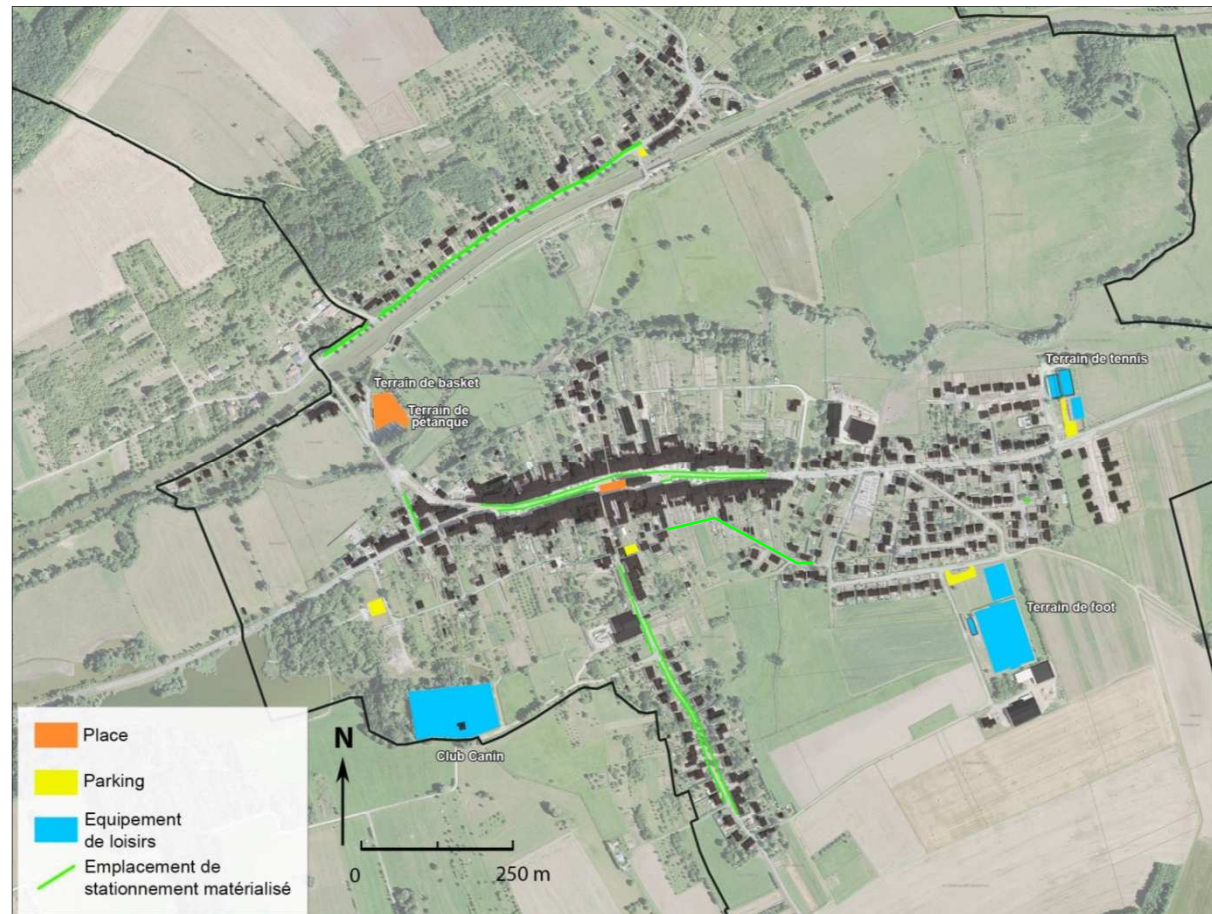 Terrain de tennis
Terrain de basket
Terrain de
pétanque
Terrain de foot
Club Canin
Place
Parking
Equipement
de loisirs
Emplacement de
stationnement matérialisé
N
0
250 m